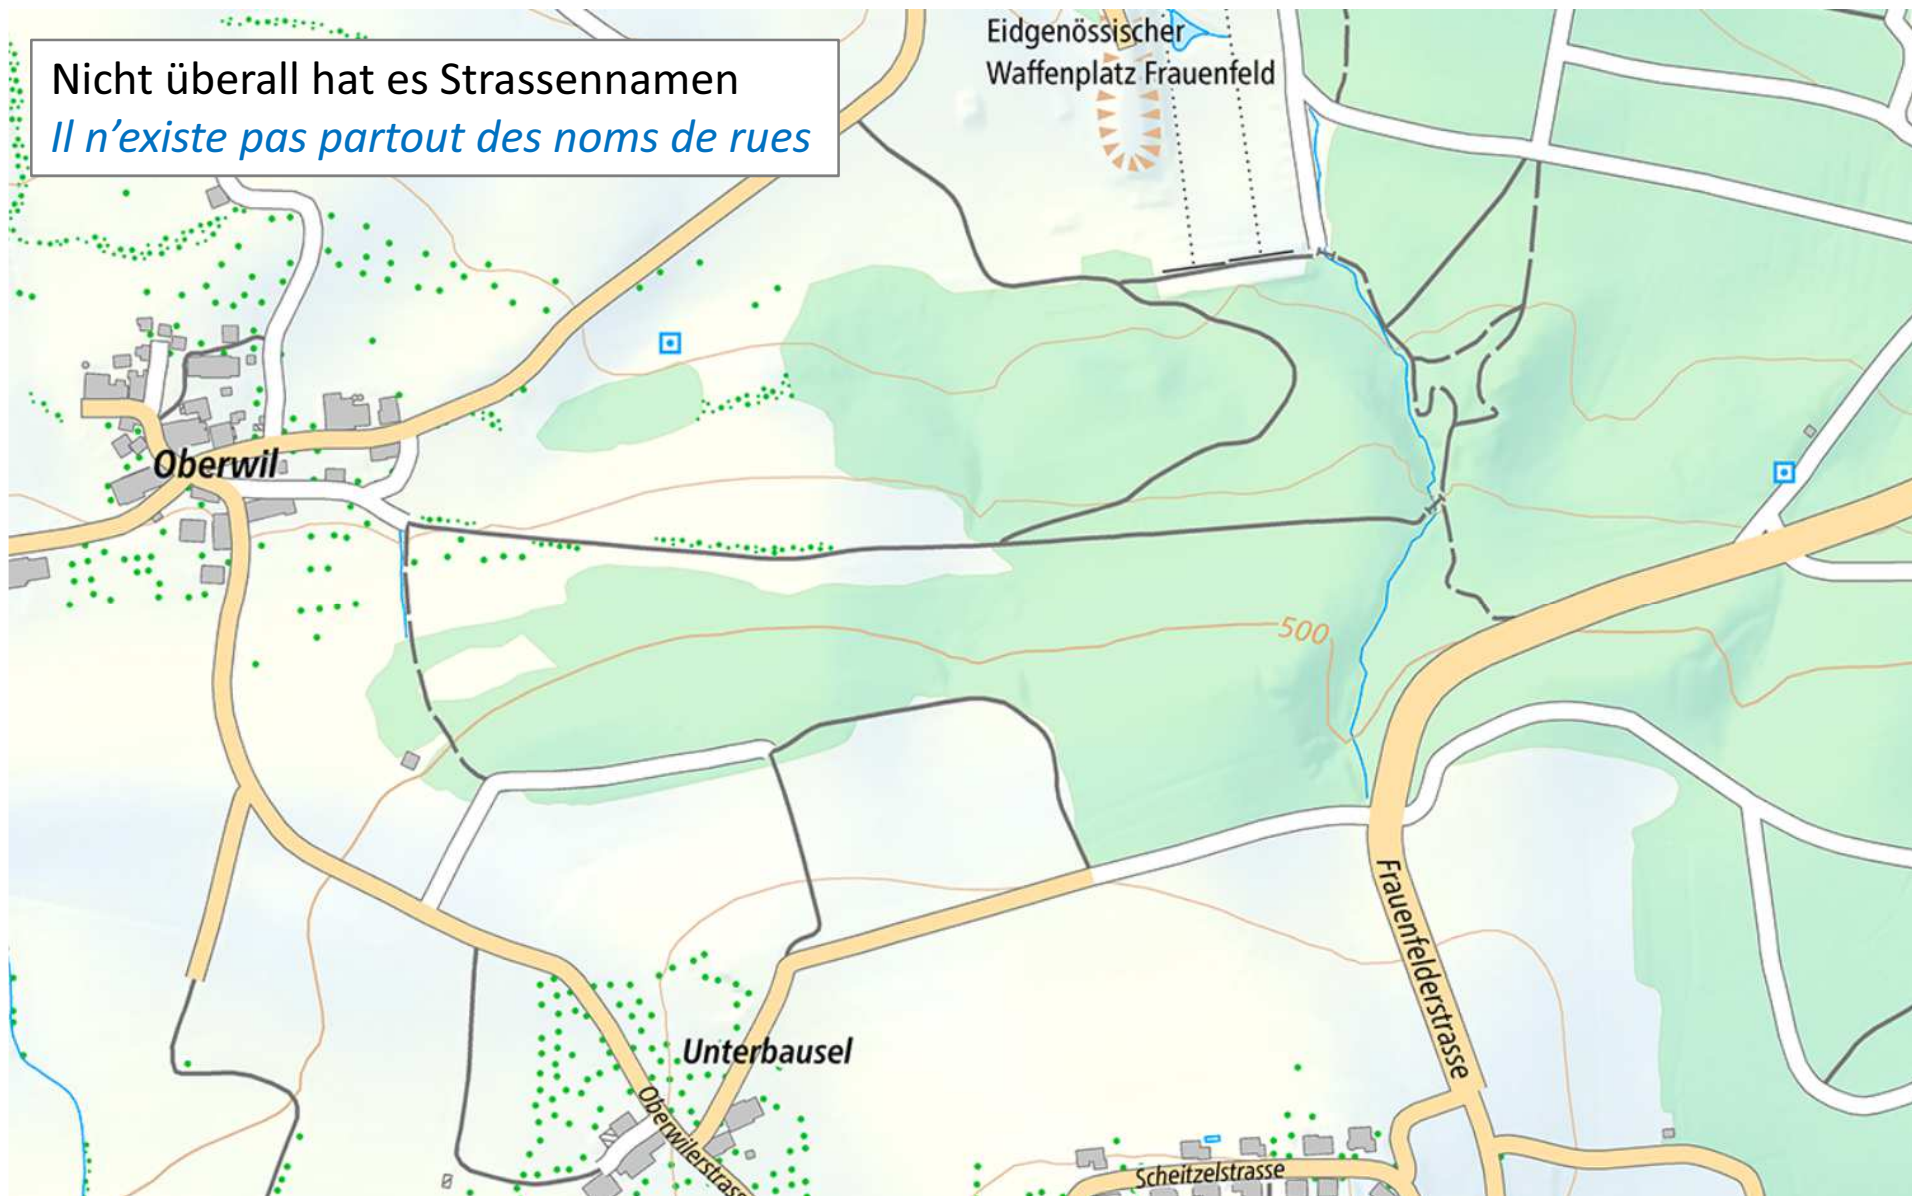 Nicht überall hat es Strassennamen
Il n’existe pas partout des noms de rues
Eidgenössischer
Waffenplatz Frauenfeld
Oberwil
500
Frauenfelderstrasse
Unterbausel
Oberwilerstrass
Scheitzelstrasse